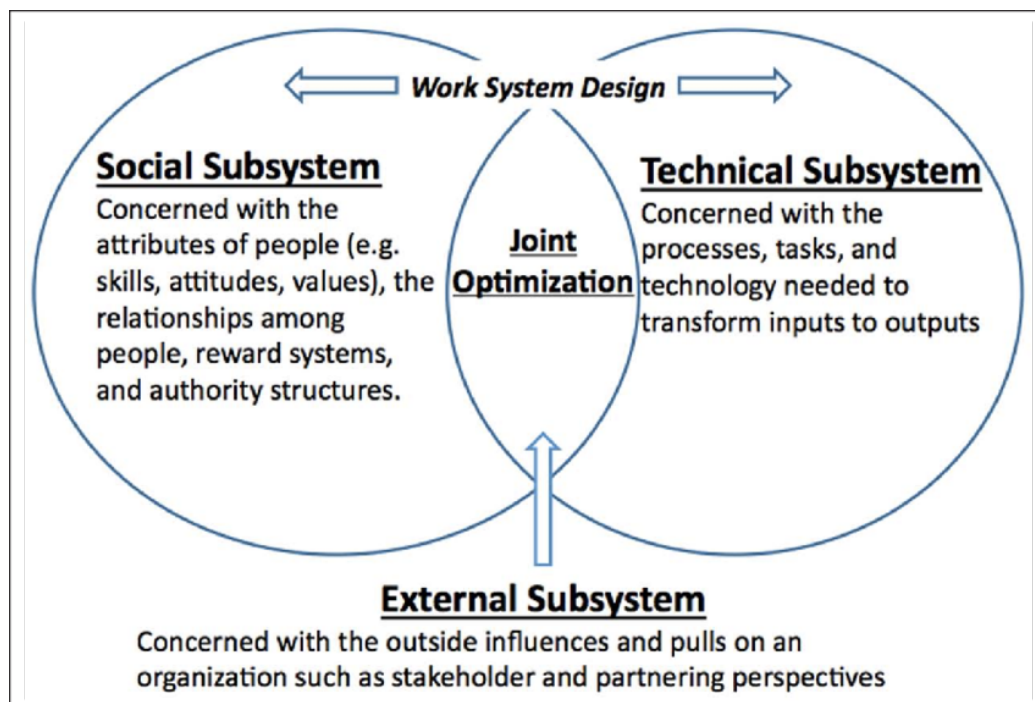 Work System Design
Social Subsystem
Concerned with the
attributes of people (e.g.
skills, attitudes, values), the
relationships among
people, reward systems,
and authority structures.
Joint
Optimization
Technical Subsystem
Concerned with the
processes, tasks, and
technology needed to
transform inputs to outputs
External Subsystem
Concerned with the outside influences and pulls on an
organization such as stakeholder and partnering perspectives